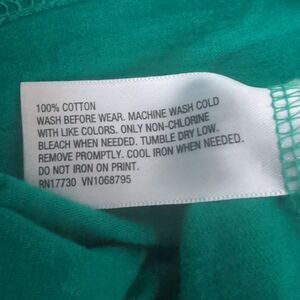 100% COTTON
WASH BEFORE WEAR. MACHINE WASH COLD
WITH LIKE COLORS. ONLY NON-CHLORINE
BLEACH WHEN NEEDED. TUMBLE DRY LOW.
REMOVE PROMPTLY. COOL IRON WHEN NEEDED.
DO NOT IRON ON PRINT.
RN17730 VN1068795